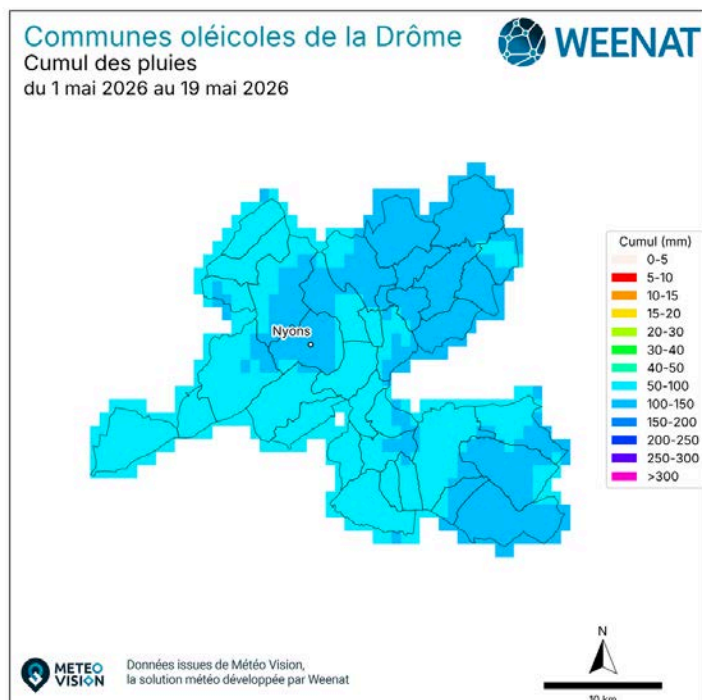 Communes oléicoles de la Drôme
Cumul des pluies
du 1 mai 2026 au 19 mai 2026
WEENAT
Nyons
Cumul (mm)
0-5
5-10
10-15
15-20
20-30
30-40
40-50
50-100
100-150
150-200
200-250
250-300
>300
N
10 km
METEO
VISION
Données issues de Météo Vision,
la solution météo développée par Weenat